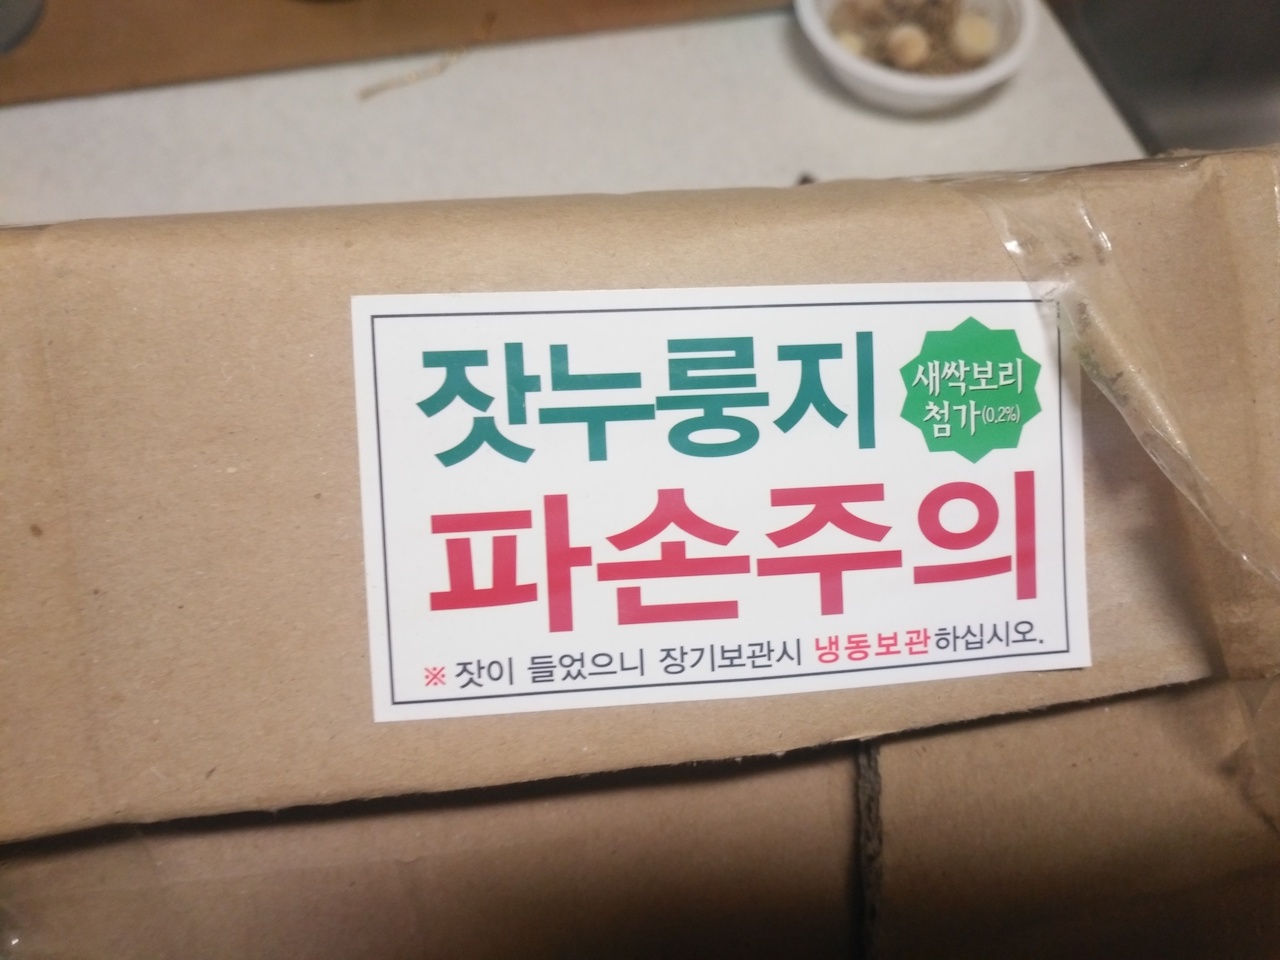 잣누룽지
새싹보리
첨가(0.2%)
파손주의
※ 잣이 들었으니 장기보관시 냉동보관하십시오.